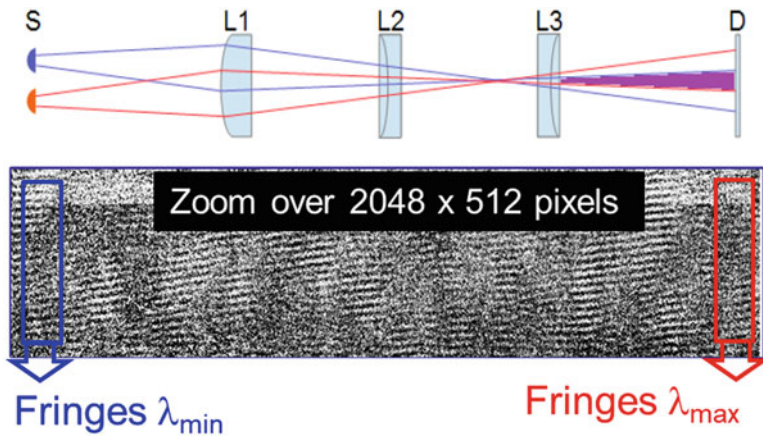 S L1 L2 L3 D
Zoom over 2048 x 512 pixels
Fringes λmin
Fringes λmax